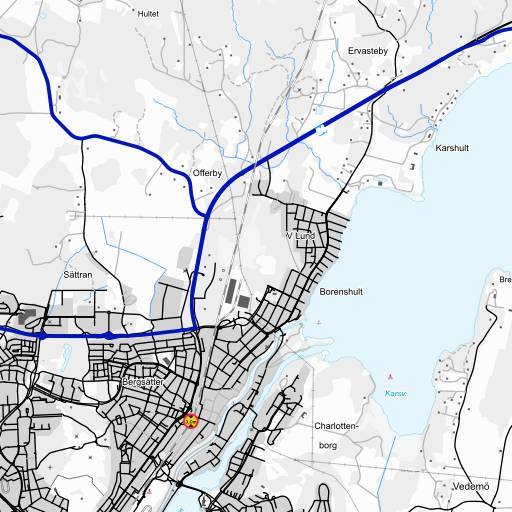 Hultet
Ervasteby
Karshult
Offerby
V Lund
Sättran
Borenshult
Bre
Bergsätter
Karsv.
Charlotten-
borg
Vedemö